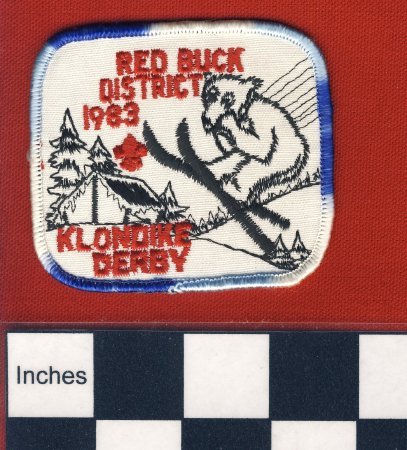 RED BUCK
DISTRICT
1983
KLONDIKE
DERBY
Inches